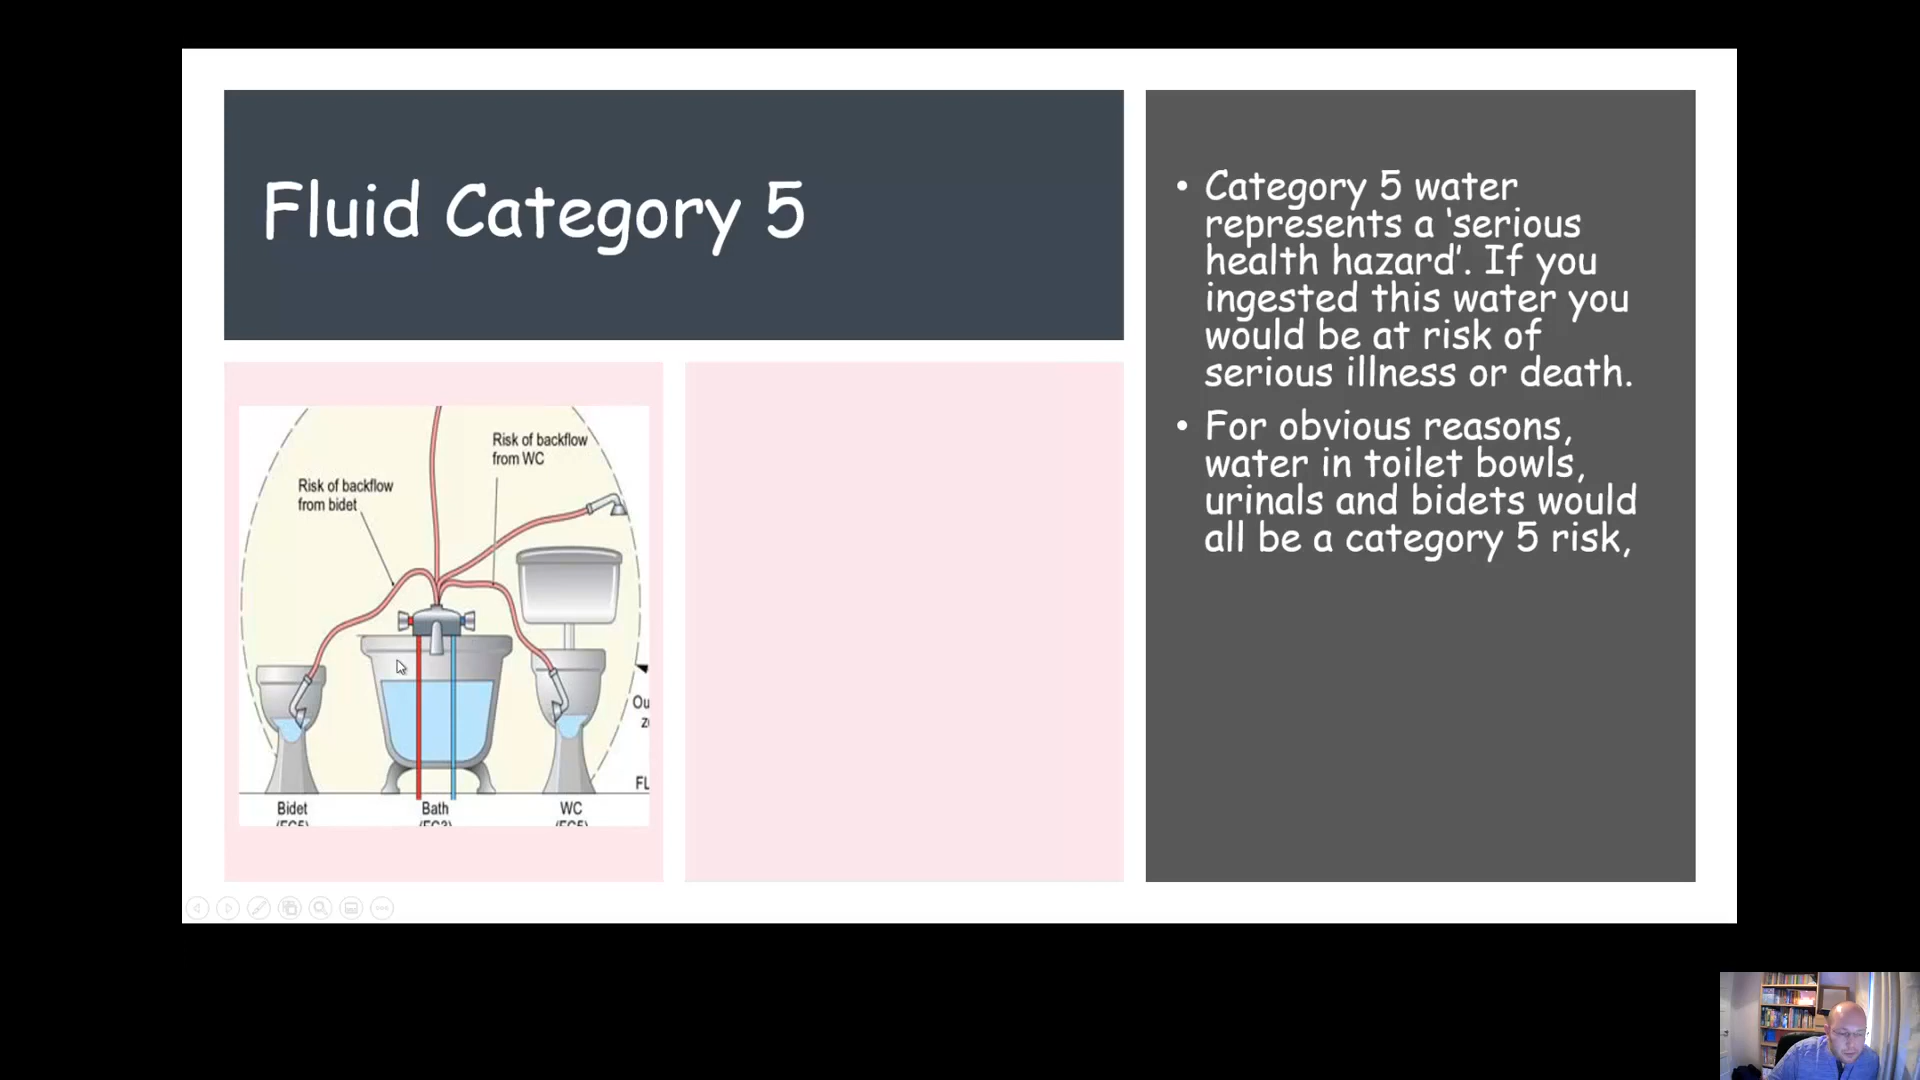 Fluid Category 5
• Category 5 water
represents a ‘serious
health hazard’. If you
ingested this water you
would be at risk of
serious illness or death.
• For obvious reasons,
water in toilet bowls,
urinals and bidets would
all be a category 5 risk,
Risk of backflow
from WC
Risk of backflow
from bidet
Bidet
Bath
WC